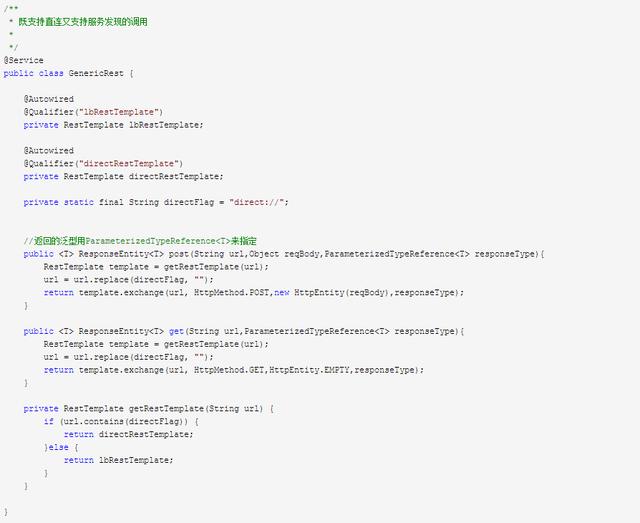 /**
 * 既支持直连又支持服务发现的调用
 *
 */
@Service
public class GenericRest {
    @Autowired
    @Qualifier("lbRestTemplate")
    private RestTemplate lbRestTemplate;
    @Autowired
    @Qualifier("directRestTemplate")
    private RestTemplate directRestTemplate;
    private static final String directFlag = "direct://";
    //返回的泛型用ParameterizedTypeReference<T>来指定
    public <T> ResponseEntity<T> post(String url,Object reqBody,ParameterizedTypeReference<T> responseType){
        RestTemplate template = getRestTemplate(url);
        url = url.replace(directFlag, "");
        return template.exchange(url, HttpMethod.POST,new HttpEntity(reqBody),responseType);
    }
    public <T> ResponseEntity<T> get(String url,ParameterizedTypeReference<T> responseType){
        RestTemplate template = getRestTemplate(url);
        url = url.replace(directFlag, "");
        return template.exchange(url, HttpMethod.GET,HttpEntity.EMPTY,responseType);
    }
    private RestTemplate getRestTemplate(String url) {
        if (url.contains(directFlag)) {
            return directRestTemplate;
        }else {
            return lbRestTemplate;
        }
    }
}